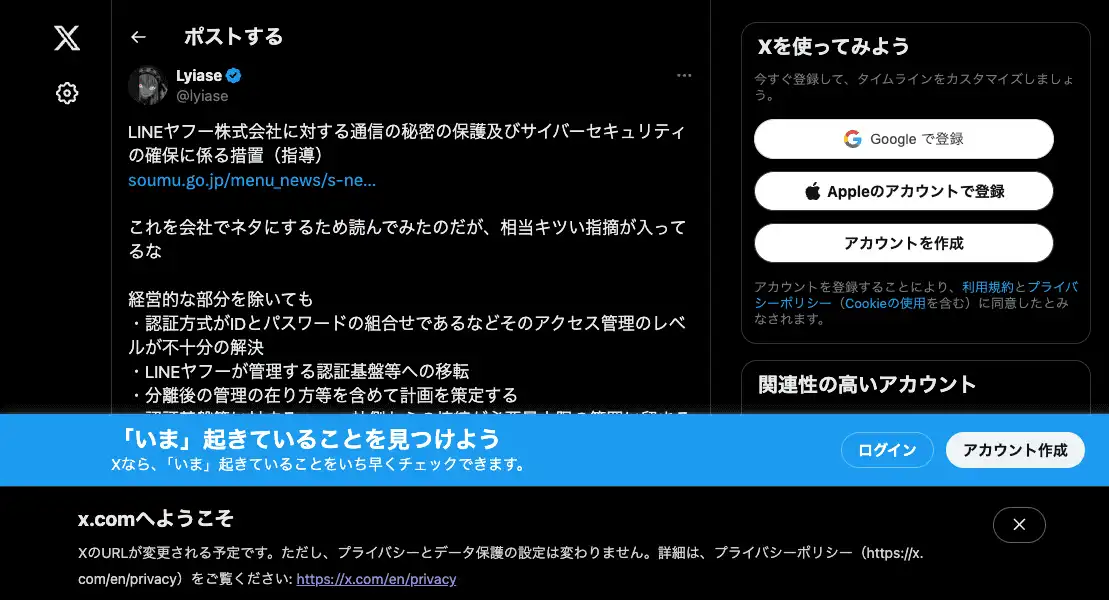 ポストする
Lyiase
@lyiase
LINEヤフー株式会社に対する通信の秘密の保護及びサイバーセキュリティ
の確保に係る措置（指導）
soumu.go.jp/menu_news/s-ne...
これを会社でネタにするため読んでみたのだが、相当キツい指摘が入って
るな
経営的な部分を除いても
・認証方式がIDとパスワードの組合せであるなどそのアクセス管理のレベ
ルが不十分の解決
・LINEヤフーが管理する認証基盤等への移転
・分離後の管理の在り方等を含めて計画を策定する
Xを使ってみよう
今すぐ登録して、タイムラインをカスタマイズしましょ
う。
Google で登録
Appleのアカウントで登録
アカウントを作成
アカウントを登録することにより、利用規約とプライバ
シーポリシー（Cookieの使用を含む）に同意したとみ
なされます。
関連性の高いアカウント
「いま」起きていることを見つけよう
Xなら、「いま」起きていることをいち早くチェックできます。
ログイン
アカウント作成
x.comへようこそ
XのURLが変更される予定です。ただし、プライバシーとデータ保護の設定は変わりません。詳細は、プライバシーポリシー（https://x.
com/en/privacy）をご覧ください: https://x.com/en/privacy